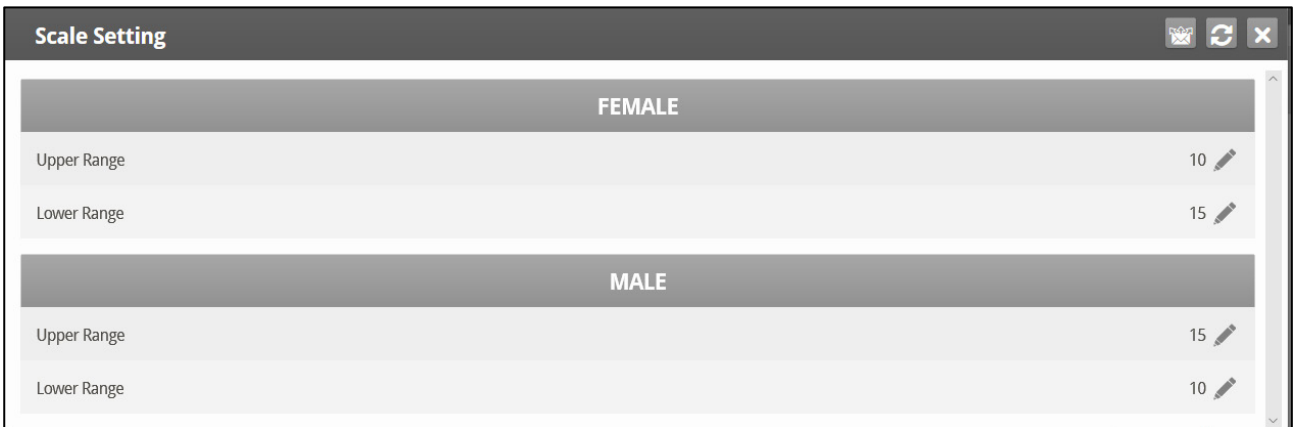 Scale Setting
FEMALE
Upper Range 10
Lower Range 15
MALE
Upper Range 15
Lower Range 10